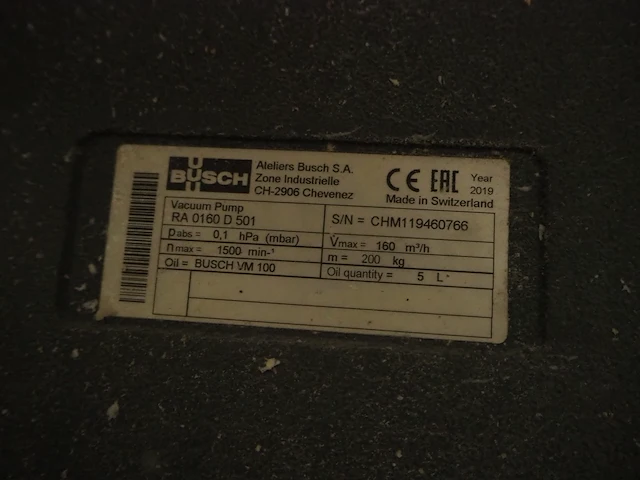 BUSCH
Ateliers Busch S.A.
Zone Industrielle
CH-2906 Chevenez
CE EAC Year
2019
Made in Switzerland
Vacuum Pump
RA 0160 D 501
S/N = CHM119460766
pabs = 0,1 hPa (mbar)
V̇max = 160 m³/h
nmax = 1500 min-¹
m = 200 kg
Oil = BUSCH VM 100
Oil quantity = 5 L